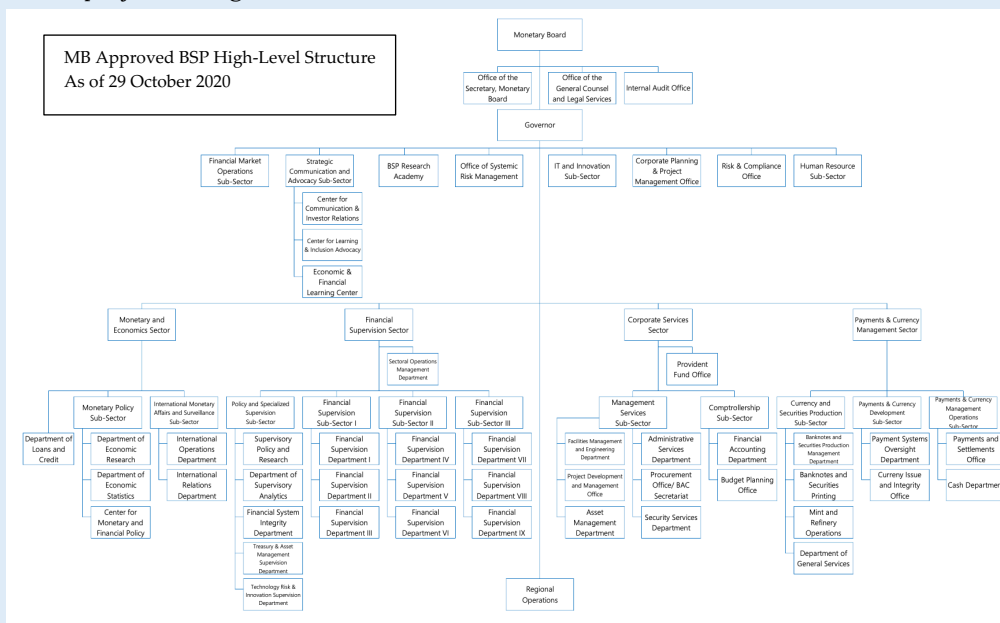 MB Approved BSP High-Level Structure
As of 29 October 2020
Monetary Board
Office of the
Secretary, Monetary
Board
Office of the
General Counsel
and Legal Services
Internal Audit Office
Governor
Financial Market
Operations
Sub-Sector
Strategic
Communication and
Advocacy Sub-Sector
BSP Research
Academy
Office of Systemic
Risk Management
IT and Innovation
Sub-Sector
Corporate Planning
& Project
Management Office
Risk & Compliance
Office
Human Resource
Sub-Sector
Center for
Communication &
Investor Relations
Center for Learning
& Inclusion Advocacy
Economic &
Financial
Learning Center
Monetary and
Economics Sector
Financial
Supervision Sector
Corporate Services
Sector
Payments & Currency
Management Sector
Sectoral Operations
Management
Department
Provident
Fund Office
Department of
Loans and
Credit
Monetary Policy
Sub-Sector
Department of
Economic
Research
Department of
Economic
Statistics
Center for
Monetary and
Financial Policy
International Monetary
Affairs and Surveillance
Sub-Sector
International
Operations
Department
International
Relations
Department
Policy and Specialized
Supervision
Sub-Sector
Supervisory
Policy and
Research
Department of
Supervisory
Analytics
Financial System
Integrity
Department
Treasury & Asset
Management
Supervision
Department
Technology Risk &
Innovation Supervision
Department
Financial
Supervision
Sub-Sector I
Financial
Supervision
Department I
Financial
Supervision
Department II
Financial
Supervision
Department III
Financial
Supervision
Sub-Sector II
Financial
Supervision
Department IV
Financial
Supervision
Department V
Financial
Supervision
Department VI
Financial
Supervision
Sub-Sector III
Financial
Supervision
Department VII
Financial
Supervision
Department VIII
Financial
Supervision
Department IX
Management
Services
Sub-Sector
Facilities Management
and Engineering
Department
Project Development
and Management
Office
Asset
Management
Department
Administrative
Services
Department
Procurement
Office/ BAC
Secretariat
Security Services
Department
Comptrollership
Sub-Sector
Financial
Accounting
Department
Budget Planning
Office
Currency and
Securities Production
Sub-Sector
Banknotes and
Securities Production
Management
Department
Banknotes and
Securities
Printing
Mint and
Refinery
Operations
Department of
General Services
Payments & Currency
Development
Sub-Sector
Payment Systems
Oversight
Department
Curreny Issue
and Integrity
Office
Payments & Currency
Management
Operations
Sub-Sector
Payments and
Settlements
Office
Cash Department
Regional
Operations